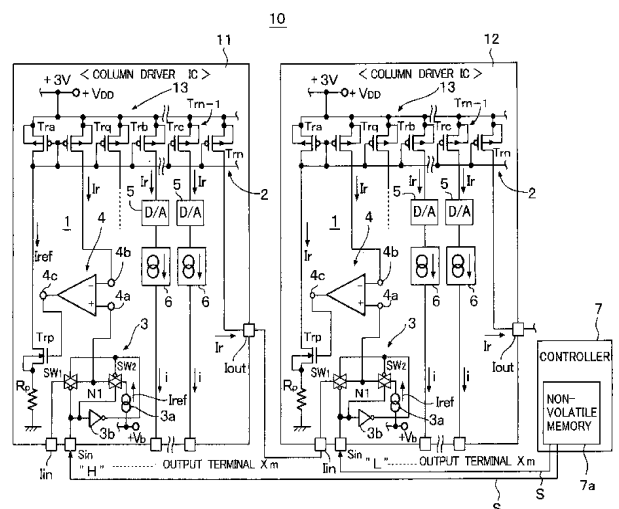 10
11
< COLUMN DRIVER IC >
+3V
+VDD
13
Trn-1
Tra
Trq
Trb
Trc
Trn
Ir
Ir
Ir
2
5
5
D/A
D/A
1
4
Iref
4c
4b
4a
6
6
Trp
3
Ir
Iout
SW1
SW2
Rp
N1
Iref
3a
3b
+Vb
i
i
Iin
Sin
"H" OUTPUT TERMINAL Xm
12
< COLUMN DRIVER IC >
+3V
+VDD
13
Trn-1
Tra
Trq
Trb
Trc
Trn
Ir
Ir
Ir
2
5
5
D/A
D/A
1
4
Ir
4c
4b
4a
6
6
Trp
3
Ir
Iout
SW1
SW2
Rp
N1
Iref
3a
3b
+Vb
i
i
Iin
Sin
"L" OUTPUT TERMINAL Xm
7
CONTROLLER
NON-
VOLATILE
MEMORY
7a
S
S